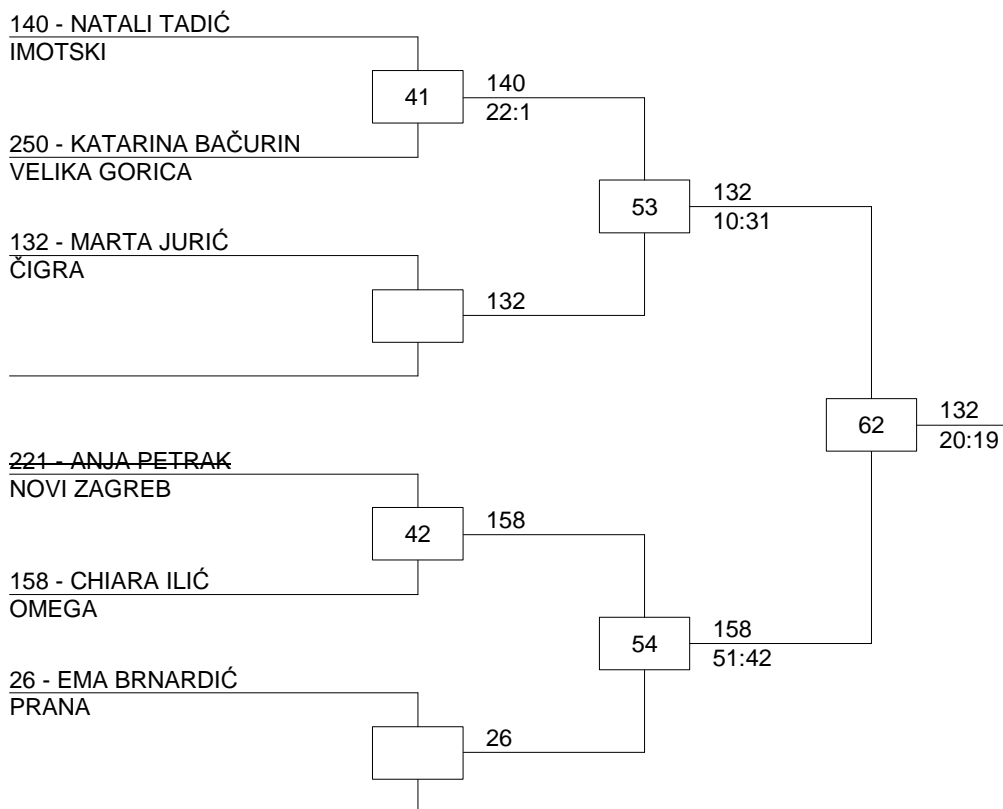 140 - NATALI TADIĆ
IMOTSKI
41
140
22:1
250 - KATARINA BAČURIN
VELIKA GORICA
53
132
10:31
132 - MARTA JURIĆ
ČIGRA
132
62
132
20:19
221 - ANJA PETRAK
NOVI ZAGREB
42
158
158 - CHIARA ILIĆ
OMEGA
54
158
51:42
26 - EMA BRNARDIĆ
PRANA
26